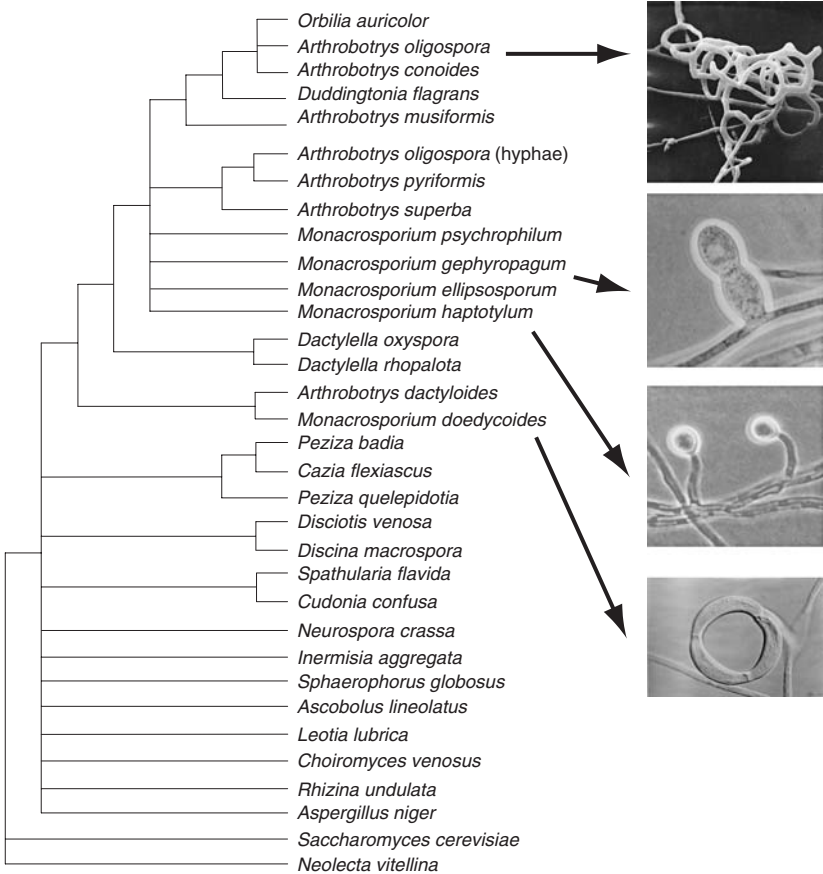 Orbilia auricolor
Arthrobotrys oligospora
Arthrobotrys conoides
Duddingtonia flagrans
Arthrobotrys musiformis
Arthrobotrys oligospora (hyphae)
Arthrobotrys pyriformis
Arthrobotrys superba
Monacrosporium psychrophilum
Monacrosporium gephyropagum
Monacrosporium ellipsosporum
Monacrosporium haptotylum
Dactylella oxyspora
Dactylella rhopalota
Arthrobotrys dactyloides
Monacrosporium doedycoides
Peziza badia
Cazia flexiascus
Peziza quelepidotia
Disciotis venosa
Discina macrospora
Spathularia flavida
Cudonia confusa
Neurospora crassa
Inermisia aggregata
Sphaerophorus globosus
Ascobolus lineolatus
Leotia lubrica
Choiromyces venosus
Rhizina undulata
Aspergillus niger
Saccharomyces cerevisiae
Neolecta vitellina